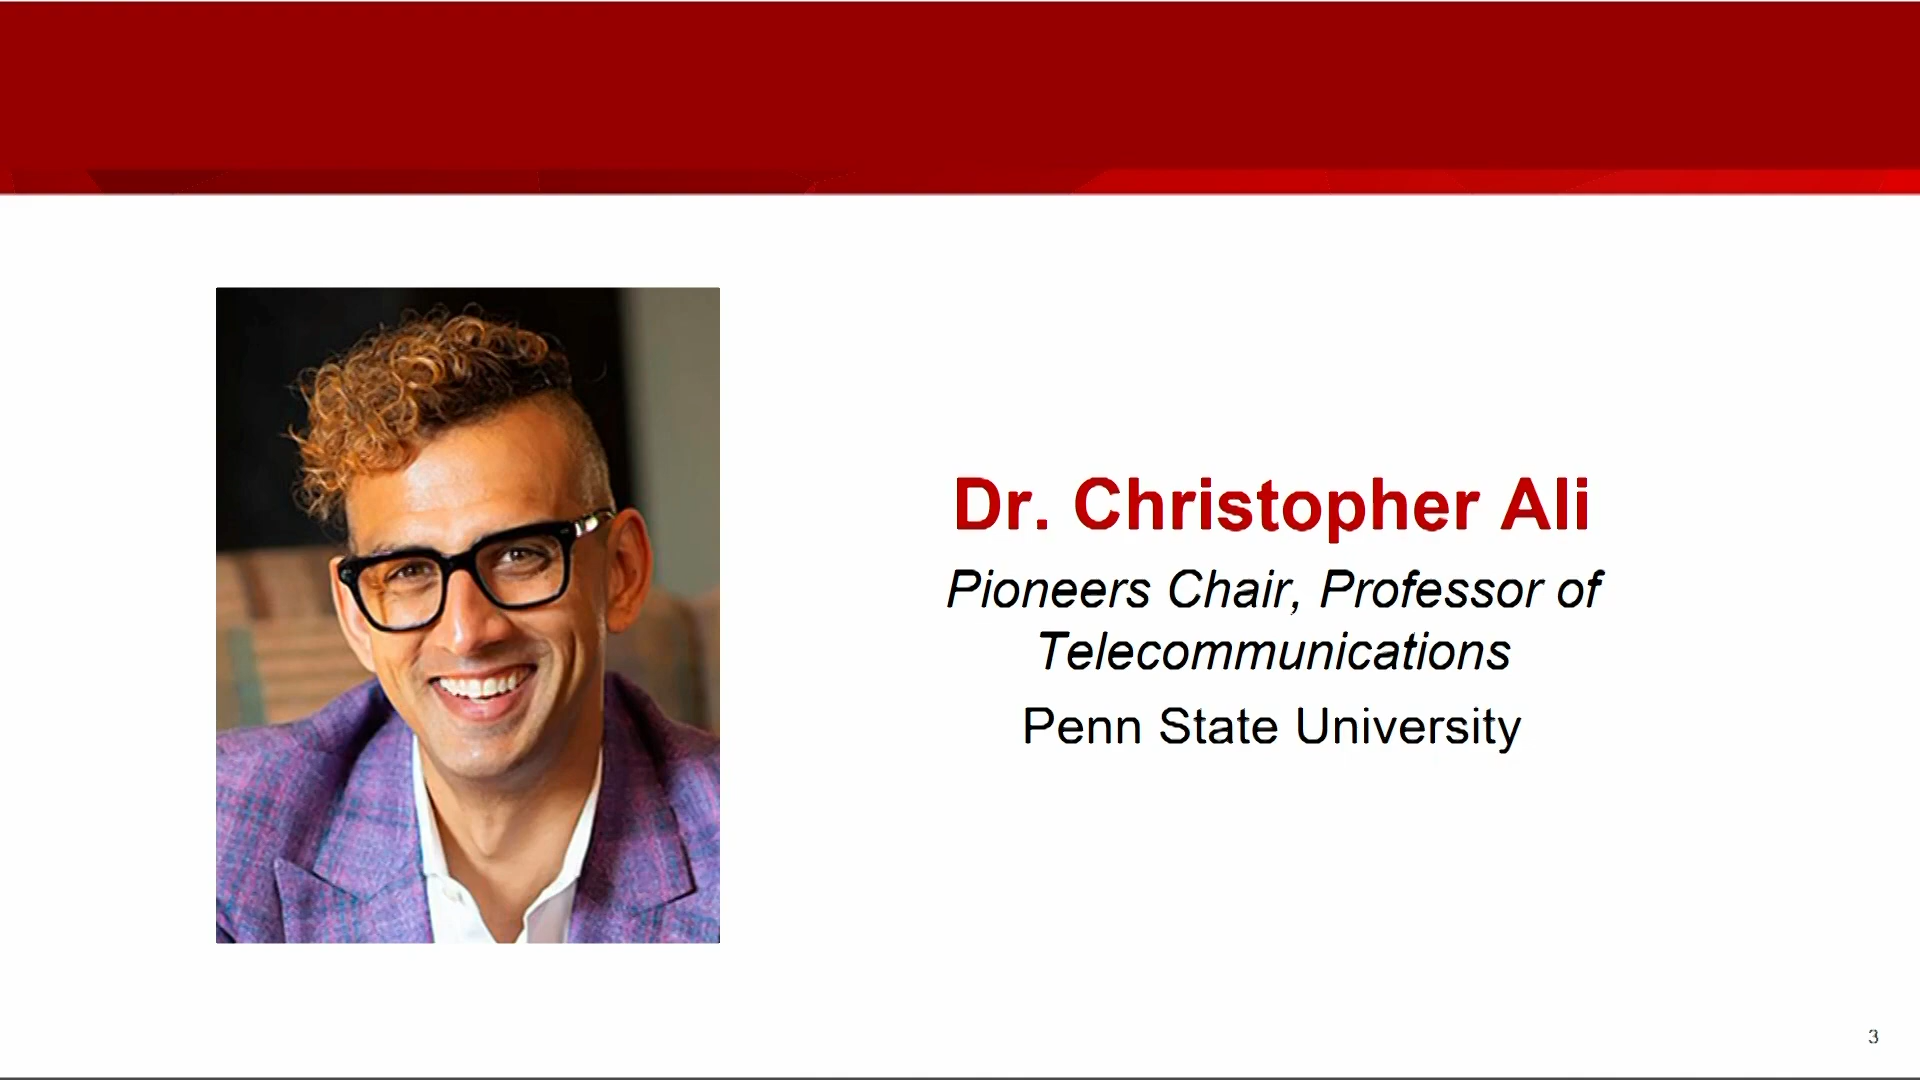 Dr. Christopher Ali
Pioneers Chair, Professor of
Telecommunications
Penn State University
3